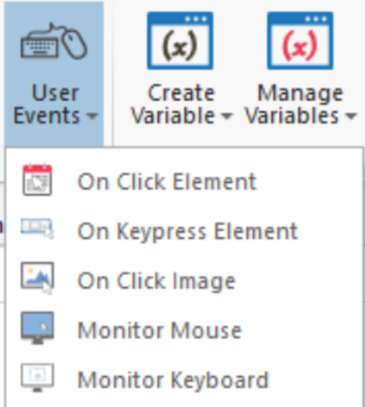 User
Events
Create
Variable
Manage
Variables
(x)
(x)
On Click Element
On Keypress Element
On Click Image
Monitor Mouse
Monitor Keyboard